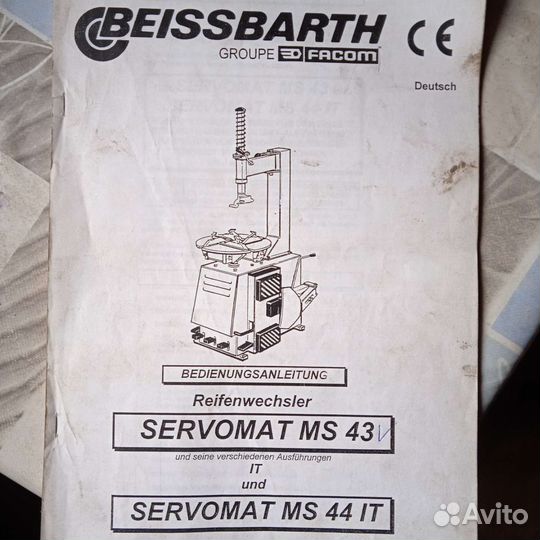 BEISSBARTH
GROUPE FACOM
CE
Deutsch
BEDIENUNGSANLEITUNG
Reifenwechsler
SERVOMAT MS 43
und seine verschiedenen Ausführungen
IT
und
SERVOMAT MS 44 IT
Avito